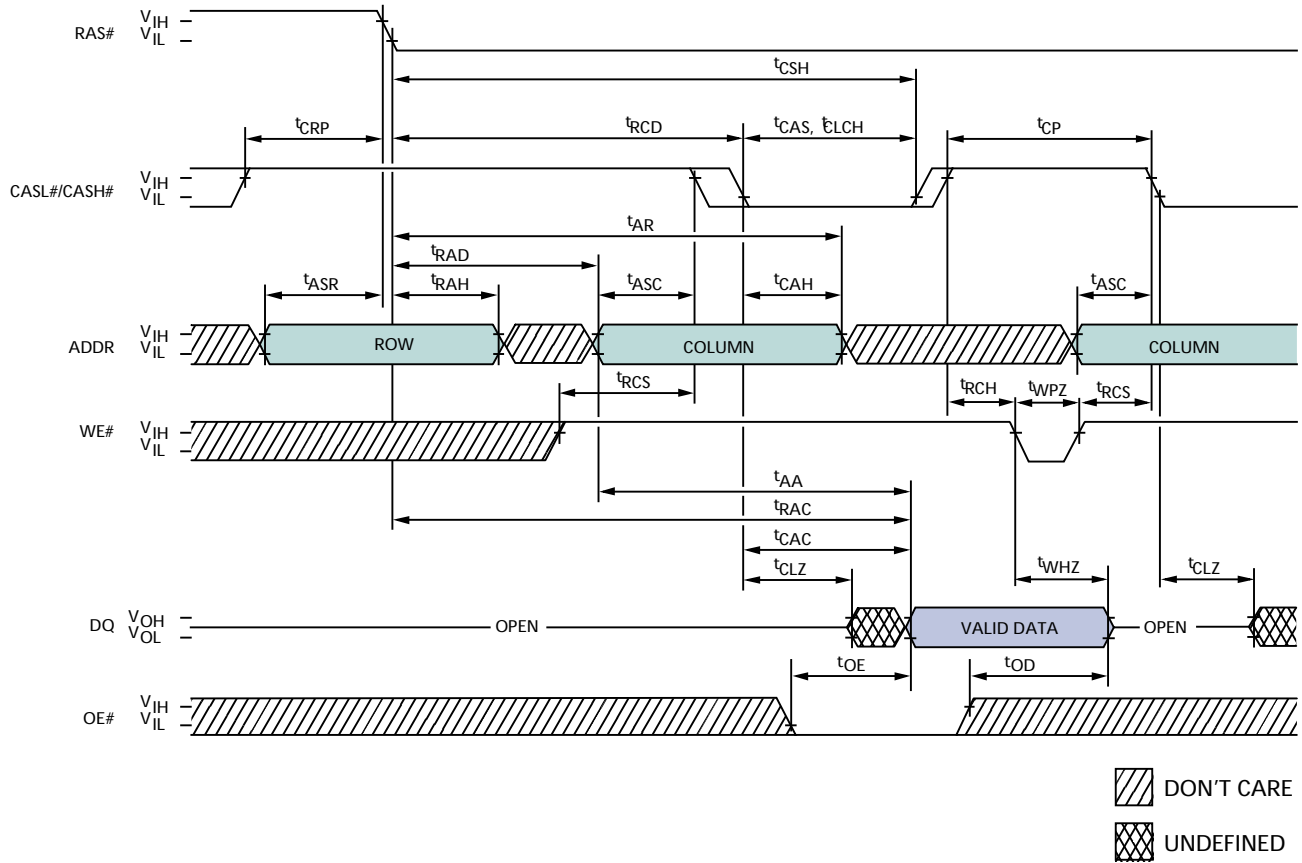 RAS# VIH
VIL
tCSH
tCRP tRCD tCAS, tCLCH tCP
CASL#/CASH# VIH
VIL
tAR
tRAD
tASR tRAH tASC tCAH tASC
ADDR VIH
VIL
ROW COLUMN COLUMN
tRCS tRCH tWPZ tRCS
WE# VIH
VIL
tAA
tRAC
tCAC
tCLZ tWHZ tCLZ
DQ VOH
VOL
OPEN VALID DATA OPEN
tOE tOD
OE# VIH
VIL
DON'T CARE
UNDEFINED